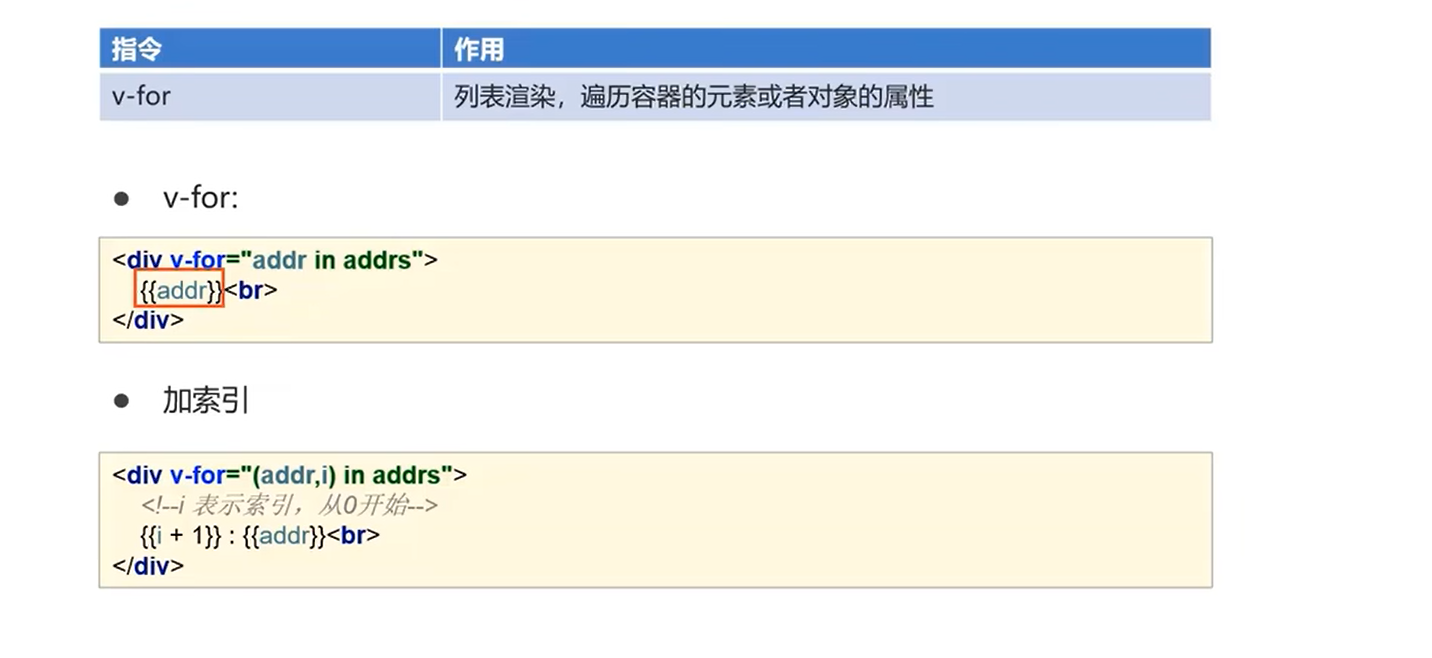 指令 作用
v-for 列表渲染，遍历容器的元素或者对象的属性
● v-for:
<div v-for="addr in addrs">
{{addr}}<br>
</div>
● 加索引
<div v-for="(addr,i) in addrs">
<!--i 表示索引，从0开始-->
{{i + 1}} : {{addr}}<br>
</div>